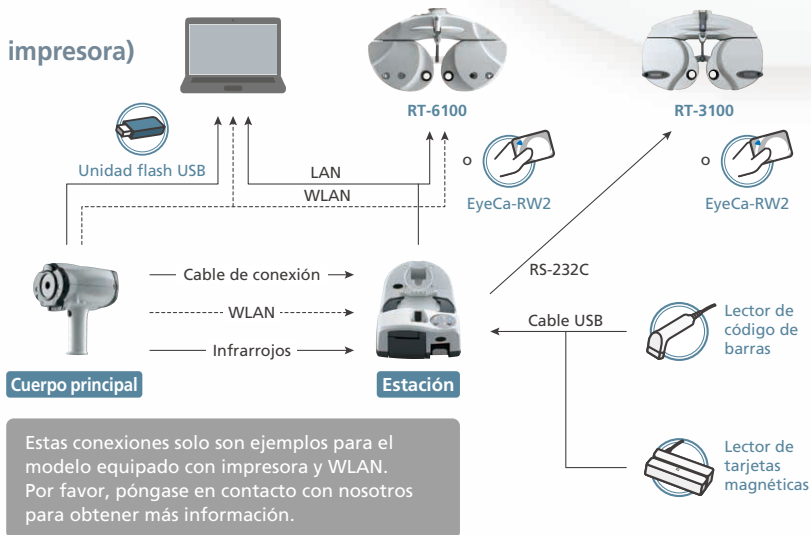 impresora)
RT-6100
RT-3100
Unidad flash USB
LAN
WLAN
o
EyeCa-RW2
o
EyeCa-RW2
Cable de conexión
WLAN
Infrarrojos
RS-232C
Cable USB
Lector de
código de
barras
Cuerpo principal
Estación
Lector de
tarjetas
magnéticas
Estas conexiones solo son ejemplos para el
modelo equipado con impresora y WLAN.
Por favor, póngase en contacto con nosotros
para obtener más información.